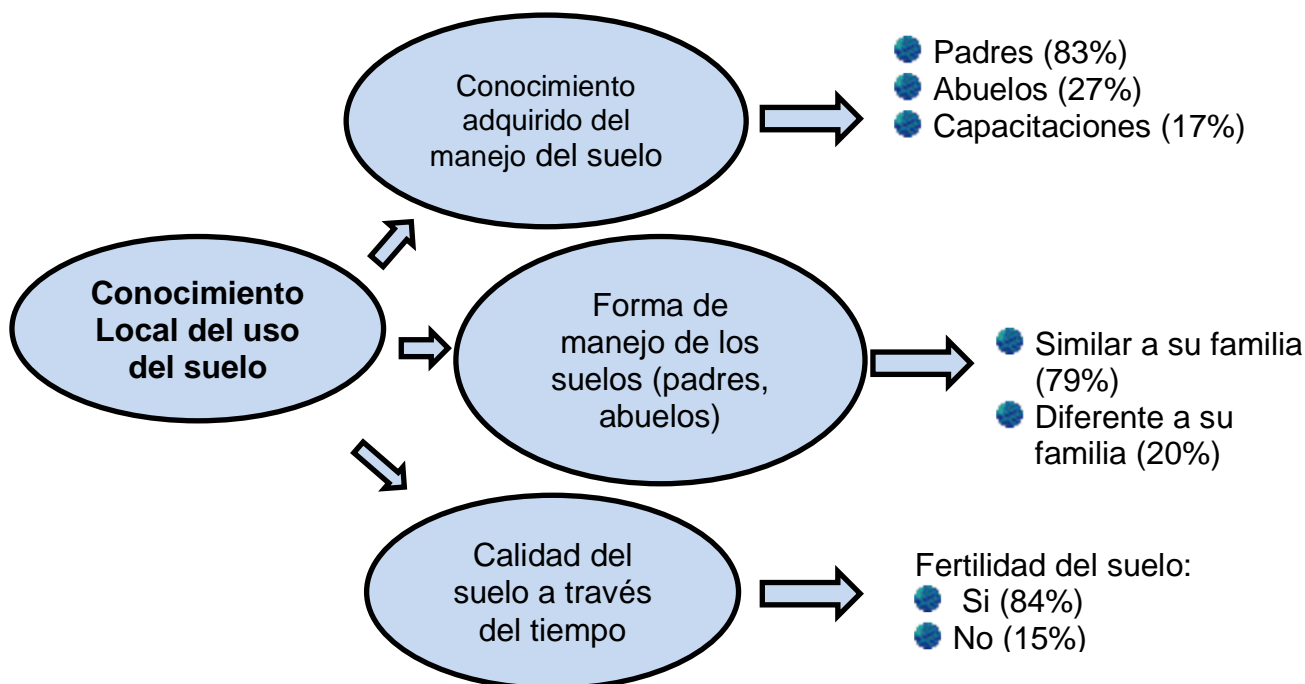 Conocimiento
adquirido del
manejo del suelo
Padres (83%)
Abuelos (27%)
Capacitaciones (17%)
Conocimiento
Local del uso
del suelo
Forma de
manejo de los
suelos (padres,
abuelos)
Similar a su familia
(79%)
Diferente a su
familia (20%)
Calidad del
suelo a través
del tiempo
Fertilidad del suelo:
Si (84%)
No (15%)